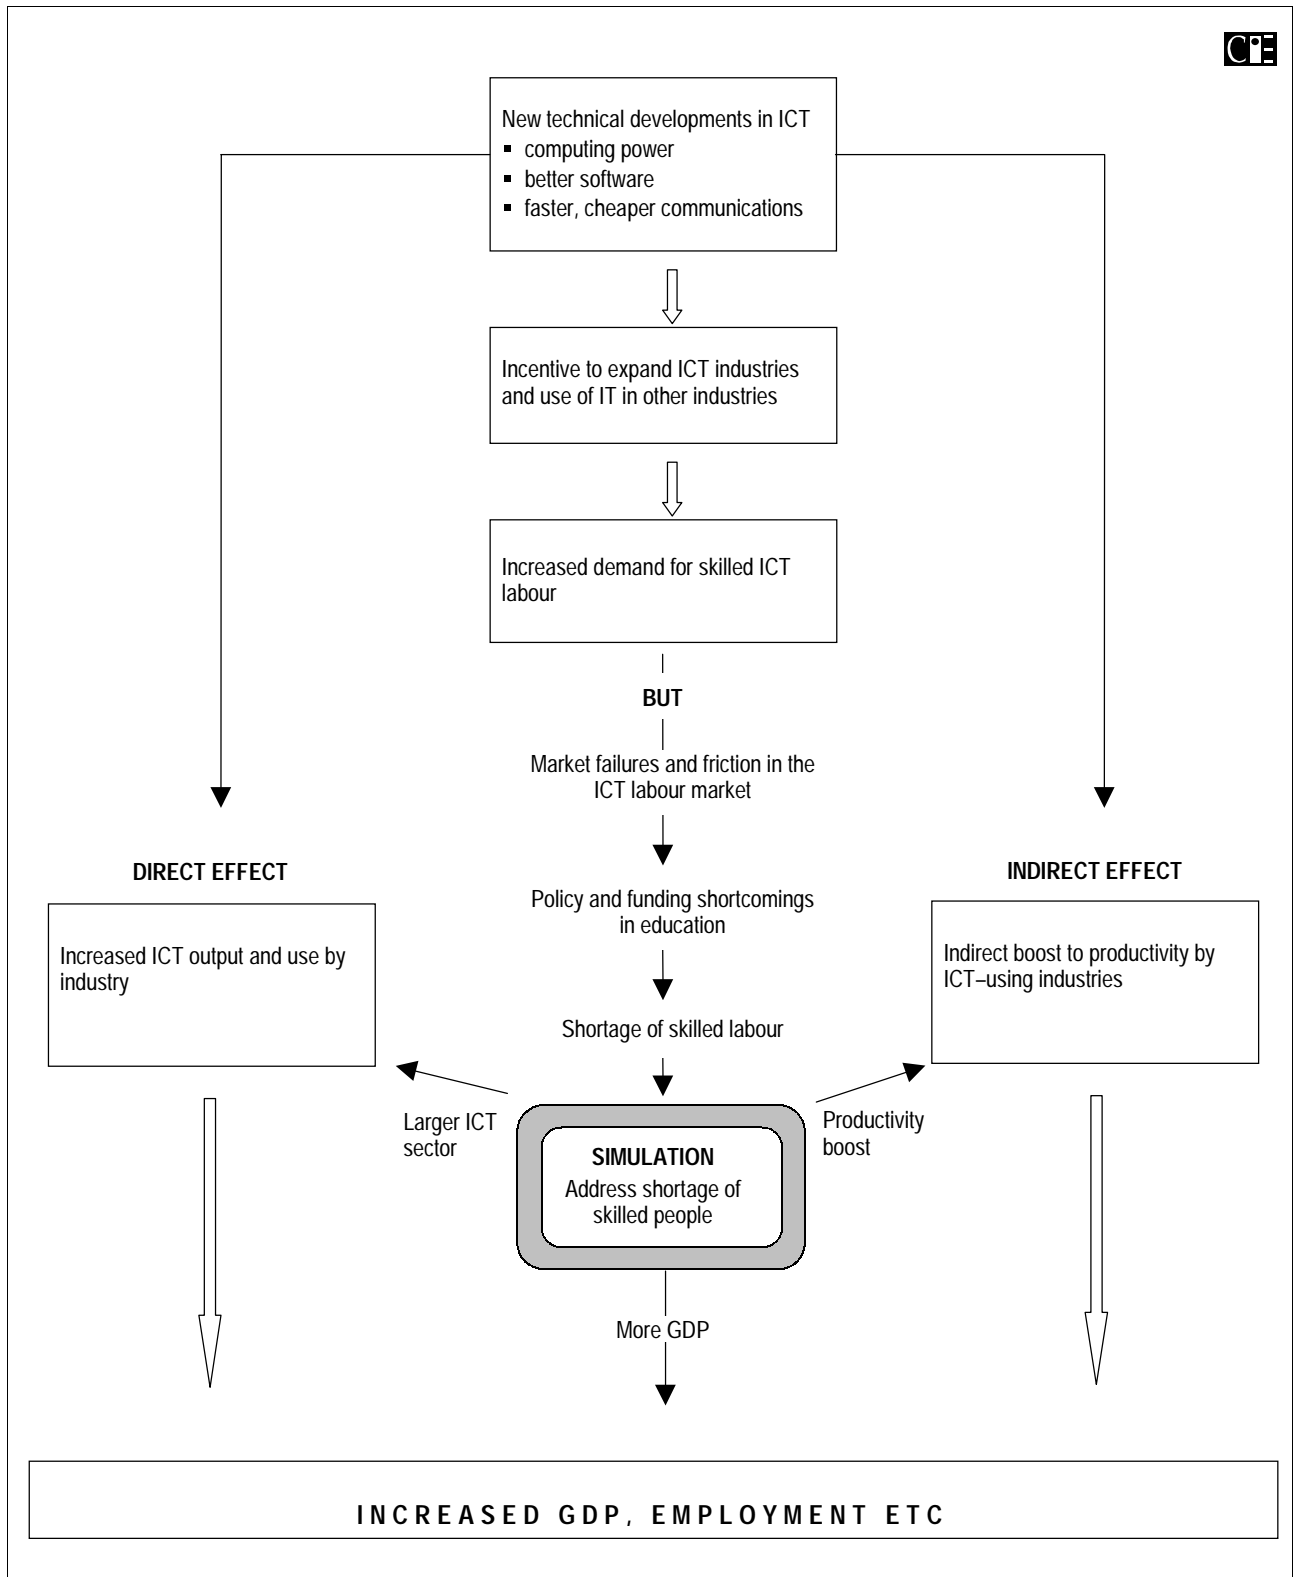 CIE
New technical developments in ICT
▪ computing power
▪ better software
▪ faster, cheaper communications
Incentive to expand ICT industries
and use of IT in other industries
Increased demand for skilled ICT
labour
BUT
Market failures and friction in the
ICT labour market
DIRECT EFFECT
INDIRECT EFFECT
Policy and funding shortcomings
in education
Increased ICT output and use by
industry
Indirect boost to productivity by
ICT–using industries
Shortage of skilled labour
Larger ICT
sector
Productivity
boost
SIMULATION
Address shortage of
skilled people
More GDP
INCREASED GDP, EMPLOYMENT ETC